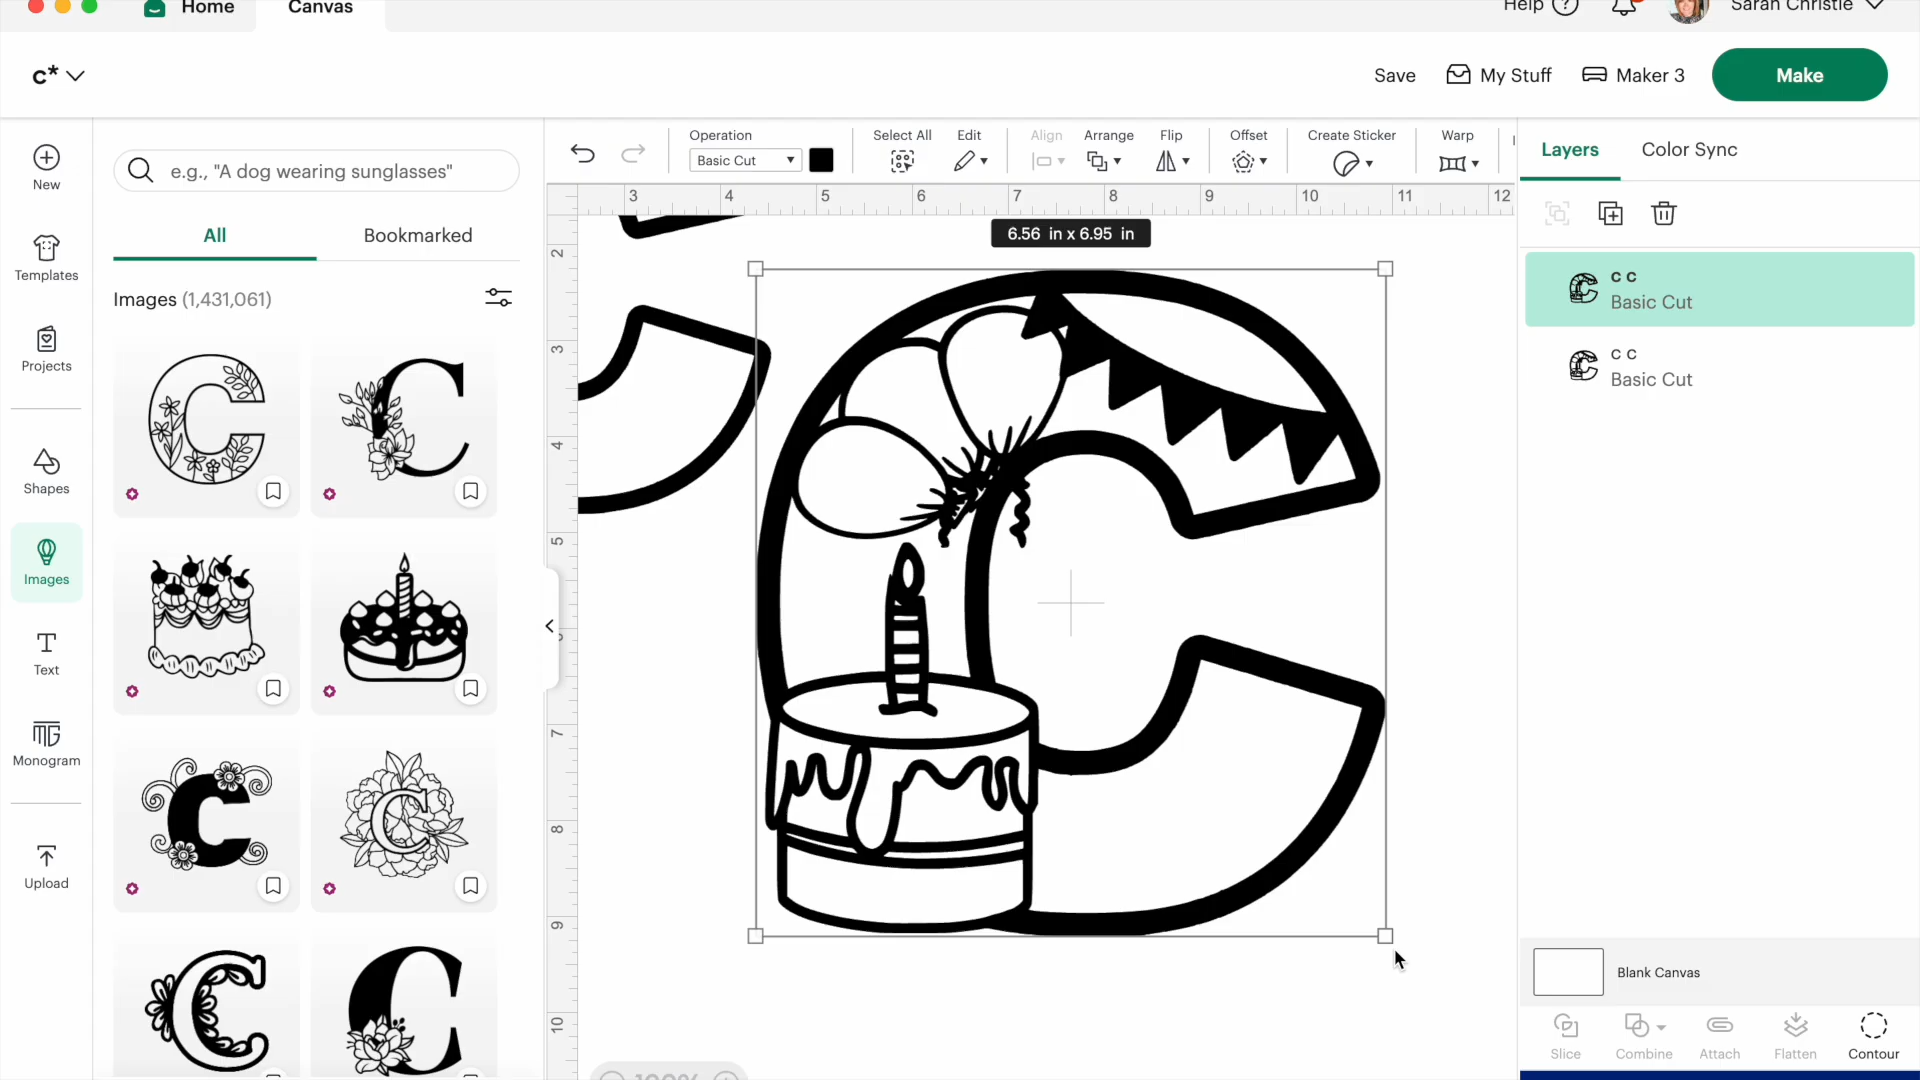 Home
Canvas
Help
Sarah Christie
c*
Save
My Stuff
Maker 3
Make
New
Templates
Projects
Shapes
Images
Text
Monogram
Upload
e.g., "A dog wearing sunglasses"
All
Bookmarked
Images (1,431,061)
Operation
Basic Cut
Select All
Edit
Align
Arrange
Flip
Offset
Create Sticker
Warp
3 4 5 6 7 8 9 10 11 12
6.56 in x 6.95 in
2
3
4
5
7
8
9
10
100%
Layers
Color Sync
C C
Basic Cut
C C
Basic Cut
Blank Canvas
Slice
Combine
Attach
Flatten
Contour